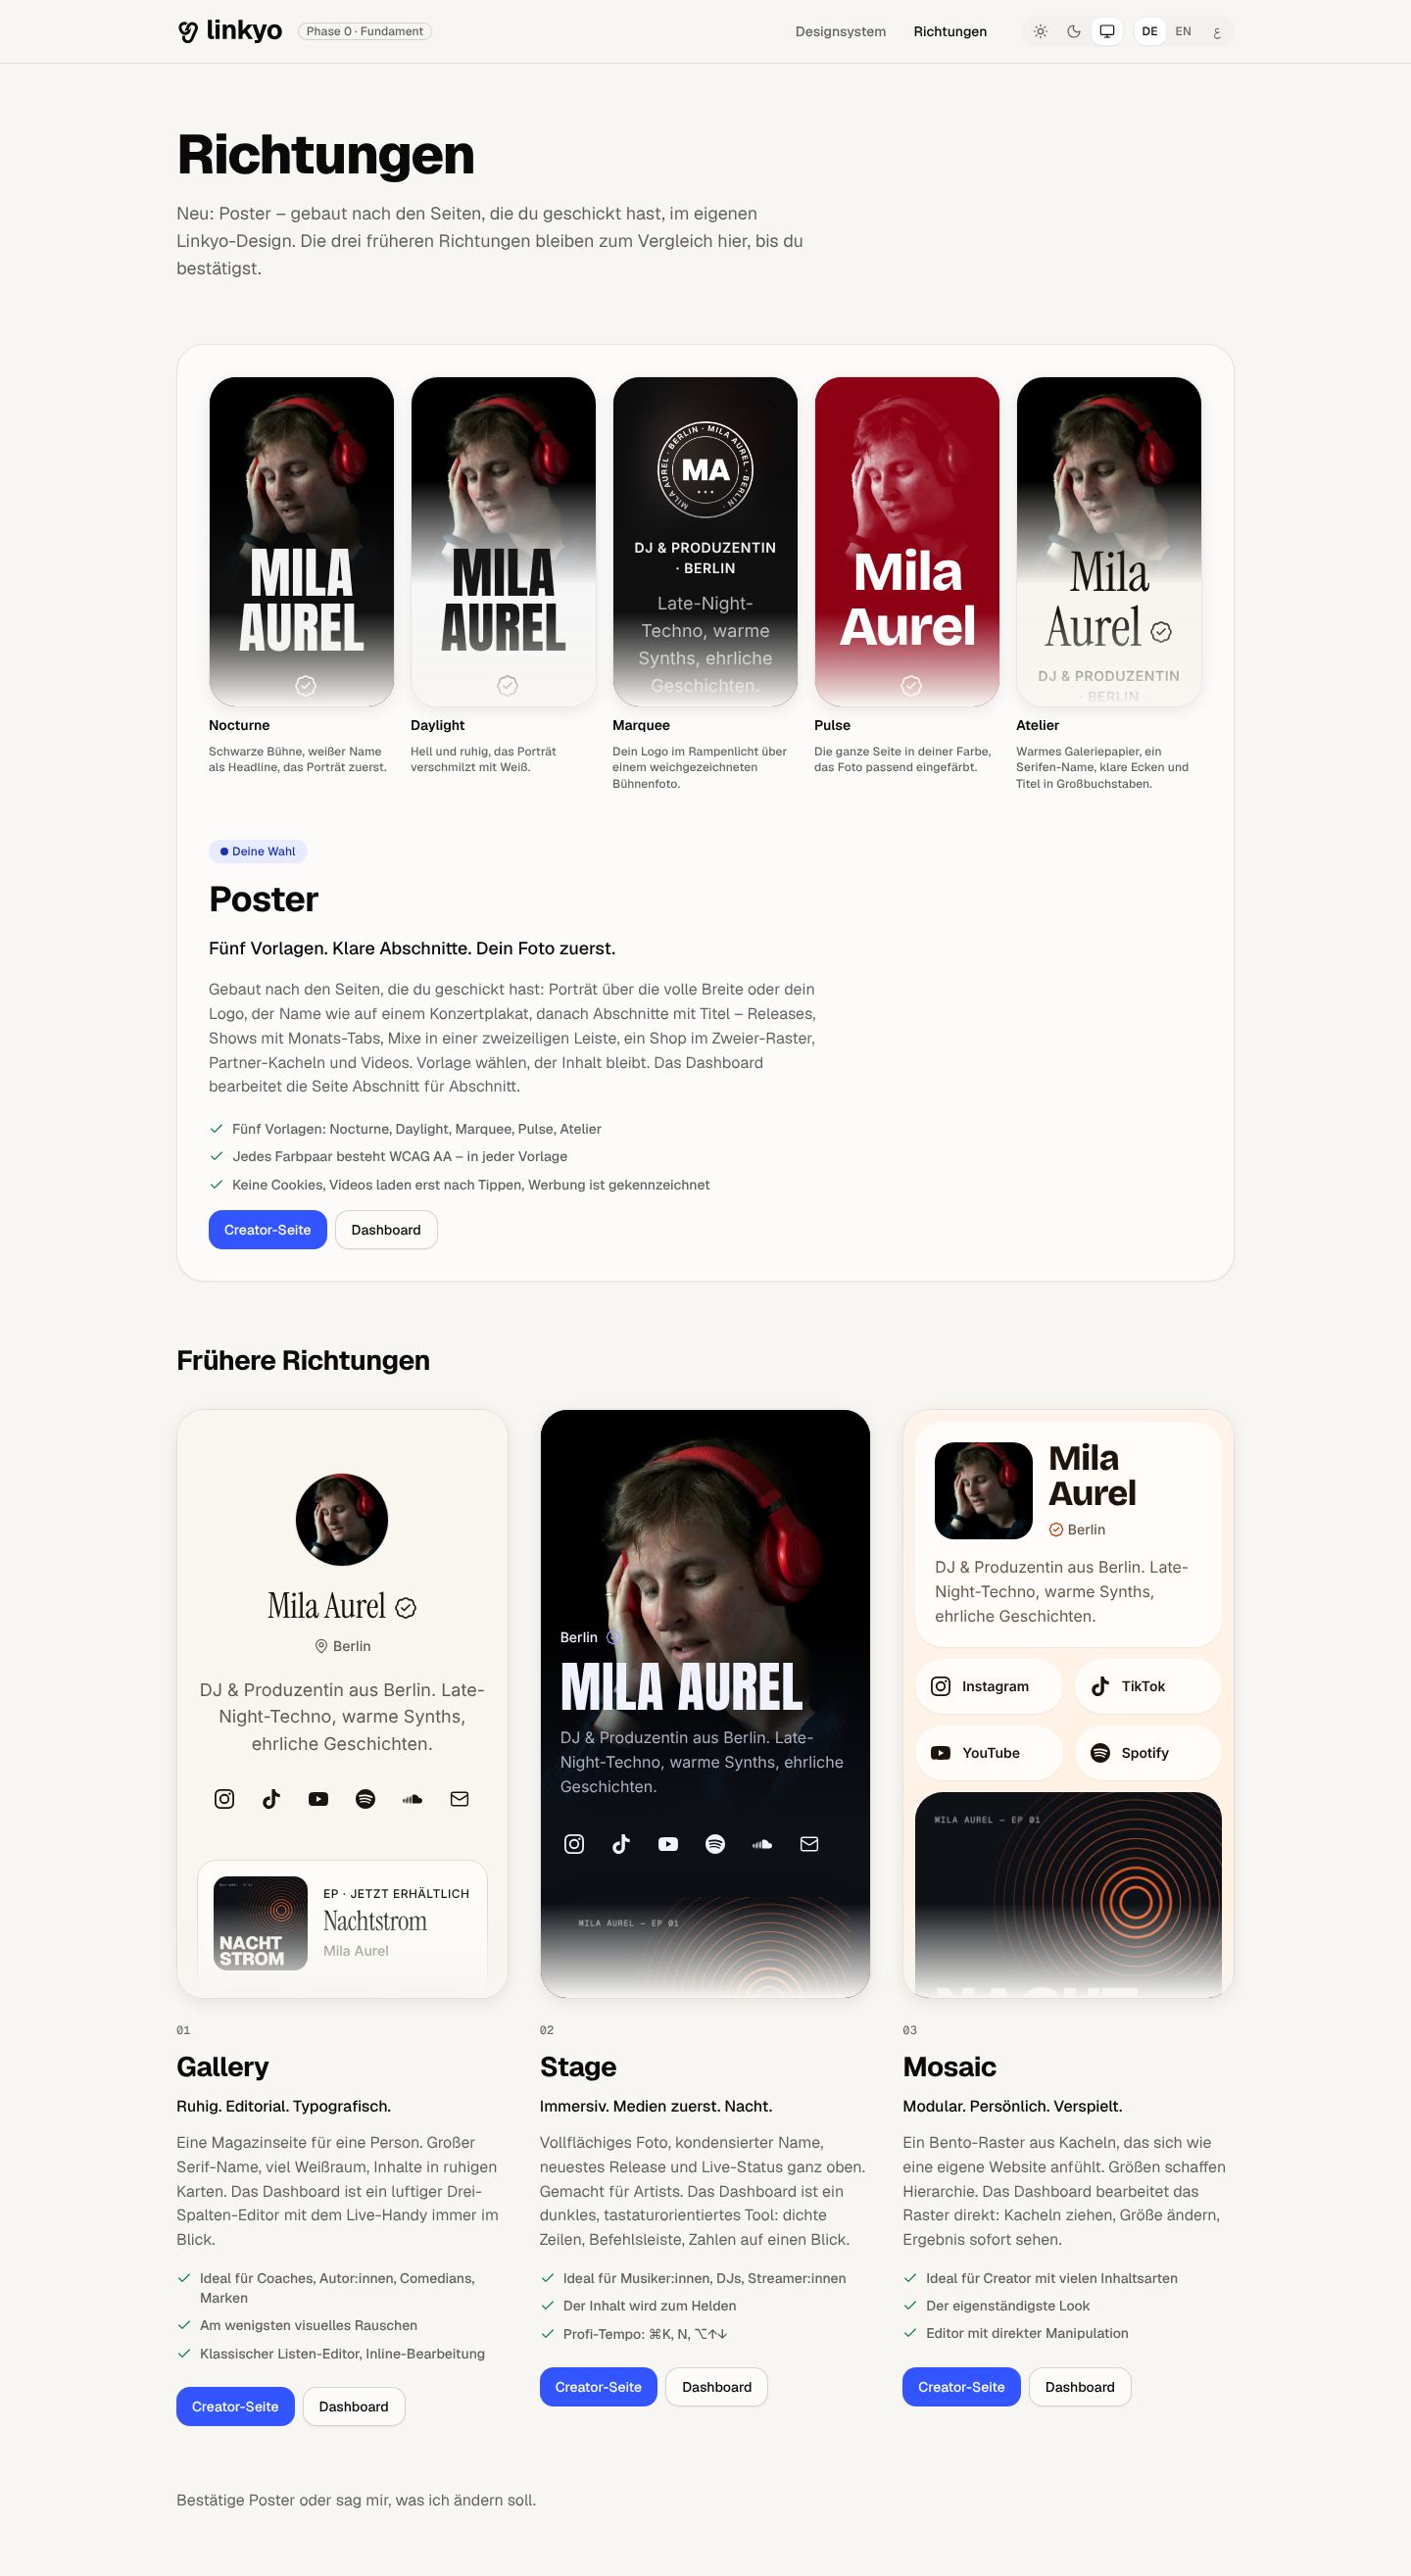 linkyo
Phase 0 · Fundament
Designsystem
Richtungen
DE
EN
ع
Richtungen
Neu: Poster – gebaut nach den Seiten, die du geschickt hast, im eigenen
Linkyo-Design. Die drei früheren Richtungen bleiben zum Vergleich hier, bis du
bestätigst.
MILA
AUREL
Nocturne
Schwarze Bühne, weißer Name
als Headline, das Porträt zuerst.
MILA
AUREL
Daylight
Hell und ruhig, das Porträt
verschmilzt mit Weiß.
MILA AUREL · BERLIN · MILA AUREL · BERLIN ·
MA
DJ & PRODUZENTIN
· BERLIN
Late-Night-
Techno, warme
Synths, ehrliche
Geschichten.
Marquee
Dein Logo im Rampenlicht über
einem weichgezeichneten
Bühnenfoto.
Mila
Aurel
Pulse
Die ganze Seite in deiner Farbe,
das Foto passend eingefärbt.
Mila
Aurel
DJ & PRODUZENTIN
· BERLIN
Atelier
Warmes Galeriepapier, ein
Serifen-Name, klare Ecken und
Titel in Großbuchstaben.
Deine Wahl
Poster
Fünf Vorlagen. Klare Abschnitte. Dein Foto zuerst.
Gebaut nach den Seiten, die du geschickt hast: Porträt über die volle Breite oder dein
Logo, der Name wie auf einem Konzertplakat, danach Abschnitte mit Titel – Releases,
Shows mit Monats-Tabs, Mixe in einer zweizeiligen Leiste, ein Shop im Zweier-Raster,
Partner-Kacheln und Videos. Vorlage wählen, der Inhalt bleibt. Das Dashboard
bearbeitet die Seite Abschnitt für Abschnitt.
Fünf Vorlagen: Nocturne, Daylight, Marquee, Pulse, Atelier
Jedes Farbpaar besteht WCAG AA – in jeder Vorlage
Keine Cookies, Videos laden erst nach Tippen, Werbung ist gekennzeichnet
Creator-Seite
Dashboard
Frühere Richtungen
Mila Aurel
Berlin
DJ & Produzentin aus Berlin. Late-
Night-Techno, warme Synths,
ehrliche Geschichten.
NACHT
STROM
EP · JETZT ERHÄLTLICH
Nachtstrom
Mila Aurel
01
Gallery
Ruhig. Editorial. Typografisch.
Eine Magazinseite für eine Person. Großer
Serif-Name, viel Weißraum, Inhalte in ruhigen
Karten. Das Dashboard ist ein luftiger Drei-
Spalten-Editor mit dem Live-Handy immer im
Blick.
Ideal für Coaches, Autor:innen, Comedians,
Marken
Am wenigsten visuelles Rauschen
Klassischer Listen-Editor, Inline-Bearbeitung
Creator-Seite
Dashboard
Berlin
MILA AUREL
DJ & Produzentin aus Berlin. Late-
Night-Techno, warme Synths, ehrliche
Geschichten.
MILA AUREL — EP 01
02
Stage
Immersiv. Medien zuerst. Nacht.
Vollflächiges Foto, kondensierter Name,
neuestes Release und Live-Status ganz oben.
Gemacht für Artists. Das Dashboard ist ein
dunkles, tastaturorientiertes Tool: dichte
Zeilen, Befehlsleiste, Zahlen auf einen Blick.
Ideal für Musiker:innen, DJs, Streamer:innen
Der Inhalt wird zum Helden
Profi-Tempo: ⌘K, N, ⌥↑↓
Creator-Seite
Dashboard
Mila
Aurel
Berlin
DJ & Produzentin aus Berlin. Late-
Night-Techno, warme Synths,
ehrliche Geschichten.
Instagram
TikTok
YouTube
Spotify
MILA AUREL — EP 01
03
Mosaic
Modular. Persönlich. Verspielt.
Ein Bento-Raster aus Kacheln, das sich wie
eine eigene Website anfühlt. Größen schaffen
Hierarchie. Das Dashboard bearbeitet das
Raster direkt: Kacheln ziehen, Größe ändern,
Ergebnis sofort sehen.
Ideal für Creator mit vielen Inhaltsarten
Der eigenständigste Look
Editor mit direkter Manipulation
Creator-Seite
Dashboard
Bestätige Poster oder sag mir, was ich ändern soll.